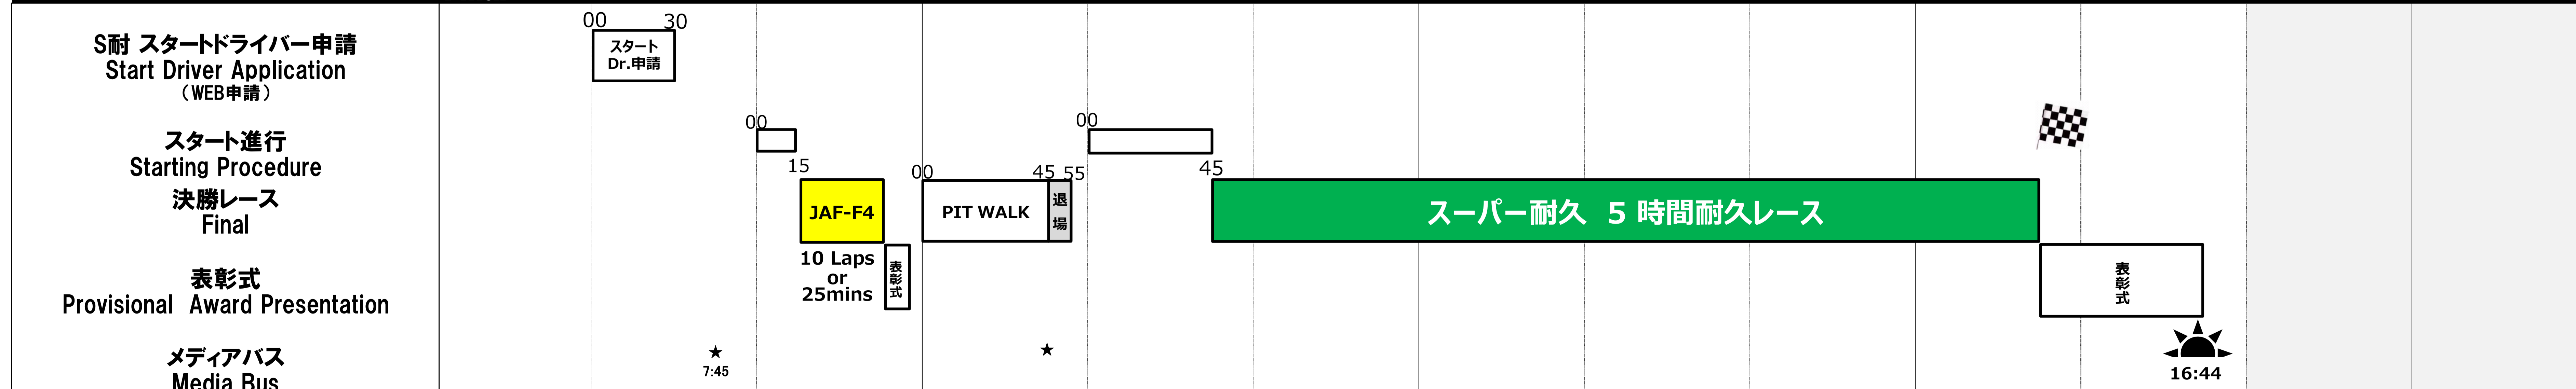 00 30
S耐 スタートドライバー申請
Start Driver Application
（WEB申請）
スタート
Dr.申請
00 00
スタート進行
Starting Procedure
15 00 45 55 45
決勝レース
Final
JAF-F4
PIT WALK
退
場
スーパー耐久 5 時間耐久レース
10 Laps
or
25mins
表
彰
式
表彰式
Provisional Award Presentation
表
彰
式
メディアバス
Media Bus
★
7:45
★
16:44